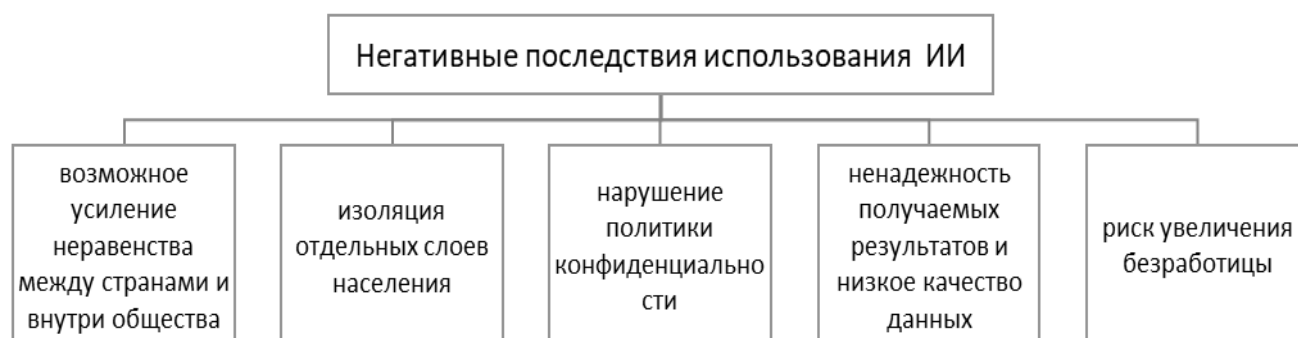 Негативные последствия использования ИИ
возможное
усиление
неравенства
между странами и
внутри общества
изоляция
отдельных слоев
населения
нарушение
политики
конфиденциально
сти
ненадежность
получаемых
результатов и
низкое качество
данных
риск увеличения
безработицы